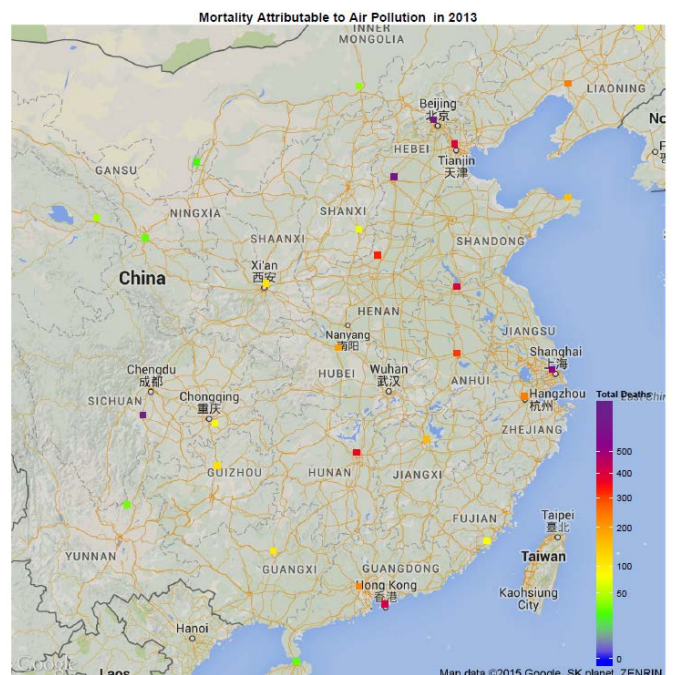 Mortality Attributable to Air Pollution in 2013
INNER
MONGOLIA
LIAONING
Beijing
北京
HEBEI
Tianjin
天津
GANSU
NINGXIA
SHANXI
SHANDONG
SHAANXI
Xi'an
西安
China
HENAN
JIANGSU
Nanyang
南阳
Shanghai
上海
Chengdu
成都
HUBEI
Wuhan
武汉
ANHUI
Chongqing
重庆
Hangzhou
杭州
Total Deaths
SICHUAN
ZHEJIANG
500
400
300
200
100
50
0
GUIZHOU
HUNAN
JIANGXI
FUJIAN
Taipei
臺北
YUNNAN
Taiwan
GUANGXI
GUANGDONG
Hong Kong
香港
Kaohsiung
City
Hanoi
Google
Laos
Map data ©2015 Google, SK planet, ZENRIN